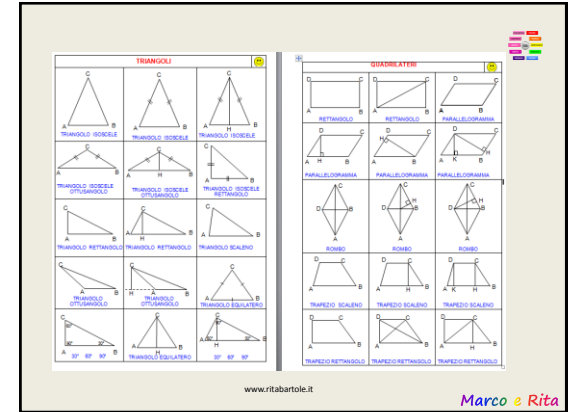 TRIANGOLI
C
A B
TRIANGOLO ISOSCELE
C
A B
TRIANGOLO ISOSCELE
C
A H B
TRIANGOLO ISOSCELE
C
A B
TRIANGOLO ISOSCELE
OTTUSANGOLO
C
A H B
TRIANGOLO ISOSCELE
OTTUSANGOLO
C
A B
TRIANGOLO ISOSCELE
RETTANGOLO
C
A B
TRIANGOLO RETTANGOLO
C
A H B
TRIANGOLO RETTANGOLO
C
A B
TRIANGOLO SCALENO
C
A B
TRIANGOLO
OTTUSANGOLO
C
H A B
TRIANGOLO
OTTUSANGOLO
C
A B
TRIANGOLO EQUILATERO
C
A B
30° 60° 90°
C
A H B
TRIANGOLO EQUILATERO
C
A H B
30° 60° 90°
QUADRILATERI
D C
A B
RETTANGOLO
D C
A B
RETTANGOLO
D C
A B
PARALLELOGRAMMA
D C
A H B
PARALLELOGRAMMA
D C
H
A B
PARALLELOGRAMMA
D C
H
A K B
PARALLELOGRAMMA
C
D B
A
ROMBO
C
H
D B
A
ROMBO
C
H
D B
A
ROMBO
D C
A B
TRAPEZIO SCALENO
D C
A H B
TRAPEZIO SCALENO
D C
A K H B
TRAPEZIO SCALENO
D C
A B
TRAPEZIO RETTANGOLO
D C
A H B
TRAPEZIO RETTANGOLO
D C
A H B
TRAPEZIO RETTANGOLO
www.ritabartole.it
Marco e Rita